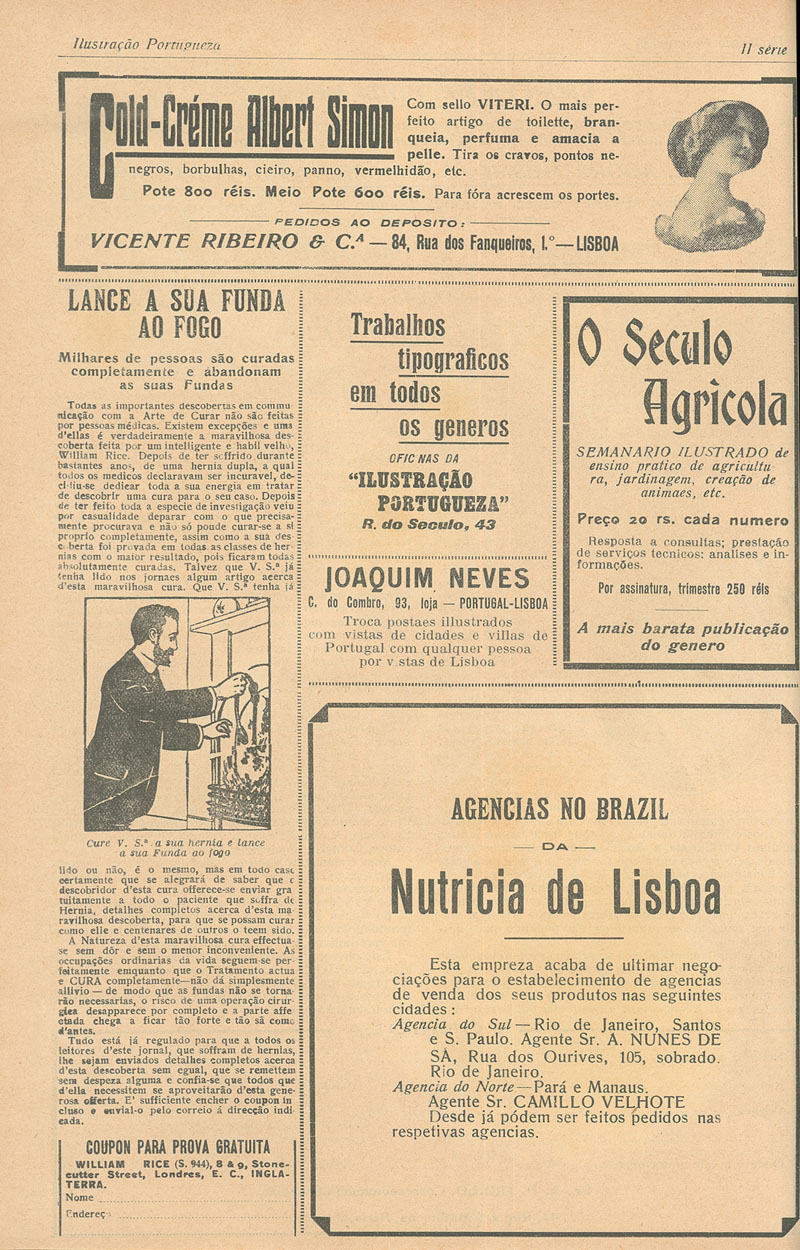 Ilustração Portugueza
II série
Cold-Créme Albert Simon
Com sello VITERI. O mais per-
feito artigo de toilette, bran-
queia, perfuma e amacia a
pelle. Tira os cravos, pontos ne-
negros, borbulhas, cieiro, panno, vermelhidão, etc.
Pote 800 réis. Meio Pote 600 réis. Para fóra acrescem os portes.
PEDIDOS AO DEPOSITO:
VICENTE RIBEIRO & C.ª — 84, Rua dos Fanqueiros, 1.º — LISBOA
LANCE A SUA FUNDA
AO FOGO
Milhares de pessoas são curadas
completamente e abandonam
as suas Fundas
Todas as importantes descobertas em commu-
nicação com a Arte de Curar não são feitas
por pessoas médicas. Existem excepções e uma
d'ellas é verdadeiramente a maravilhosa des-
coberta feita por um intelligente e habil velho,
William Rice. Depois de ter soffrido durante
bastantes anos, de uma hernia dupla, a qual
todos os medicos declaravam ser incuravel, de-
cidiu-se dedicar toda a sua energia em tratar
de descobrir uma cura para o seu caso. Depois
de ter feito toda a especie de investigação veiu
por casualidade deparar com o que precisa-
mente procurava e não só poude curar-se a si
proprio completamente, assim como a sua des-
coberta foi provada em todas as classes de her-
nias com o maior resultado, pois ficaram todas
absolutamente curadas. Talvez que V. S.ª já
tenha lido nos jornaes algum artigo acerca
d'esta maravilhosa cura. Que V. S.ª tenha já
Cure V. S.ª a sua hernia e lance
a sua Funda ao fogo
lido ou não, é o mesmo, mas em todo caso
certamente que se alegrará de saber que o
descobridor d'esta cura offerece-se enviar gra
tuitamente a todo o paciente que soffra de
Hernia, detalhes completos acerca d'esta ma
ravilhosa descoberta, para que se possam curar
como elle e centenares de outros o teem sido.
A Natureza d'esta maravilhosa cura effectua-
se sem dôr e sem o menor inconveniente. As
occupações ordinarias da vida seguem-se per-
feitamente emquanto que o Tratamento actua
e CURA completamente—não dá simplesmente
allivio — de modo que as fundas não se torna-
rão necessarias, o risco de uma operação cirur-
gica desapparece por completo e a parte affe
ctada chega a ficar tão forte e tão sã como
d'antes.
Tudo está já regulado para que a todos os
leitores d'este jornal, que soffram de hernias,
lhe sejam enviados detalhes completos acerca
d'esta descoberta sem egual, que se remettem
sem despeza alguma e confia-se que todos que
d'ella necessitem se aproveitarão d'esta gene-
rosa offerta. E' sufficiente encher o coupon in
cluso e envial-o pelo correio á direcção indi
cada.
COUPON PARA PROVA GRATUITA
WILLIAM RICE (S. 944), 8 & 9, Stone-
cutter Street, Londres, E. C., INGLA-
TERRA.
Nome
Endereço
Trabalhos
tipograficos
em todos
os generos
OFICINAS DA
"ILUSTRAÇÃO
PORTUGUEZA"
R. do Seculo, 43
JOAQUIM NEVES
C. do Combro, 93, loja — PORTUGAL-LISBOA
Troca postaes illustrados
com vistas de cidades e villas de
Portugal com qualquer pessoa
por vistas de Lisboa
O Seculo
Agricola
SEMANARIO ILUSTRADO de
ensino pratico de agricultu-
ra, jardinagem, creação de
animaes, etc.
Preço 20 rs. cada numero
Resposta a consultas; prestação
de serviços tecnicos: analises e in-
formações.
Por assinatura, trimestre 250 réis
A mais barata publicação
do genero
AGENCIAS NO BRAZIL
— DA —
Nutricia de Lisboa
Esta empreza acaba de ultimar nego-
ciações para o estabelecimento de agencias
de venda dos seus produtos nas seguintes
cidades:
Agencia do Sul — Rio de Janeiro, Santos
e S. Paulo. Agente Sr. A. NUNES DE
SÁ, Rua dos Ourives, 105, sobrado.
Rio de Janeiro.
Agencia do Norte — Pará e Manaus.
Agente Sr. CAMILLO VELHOTE
Desde já pódem ser feitos pedidos nas
respetivas agencias.